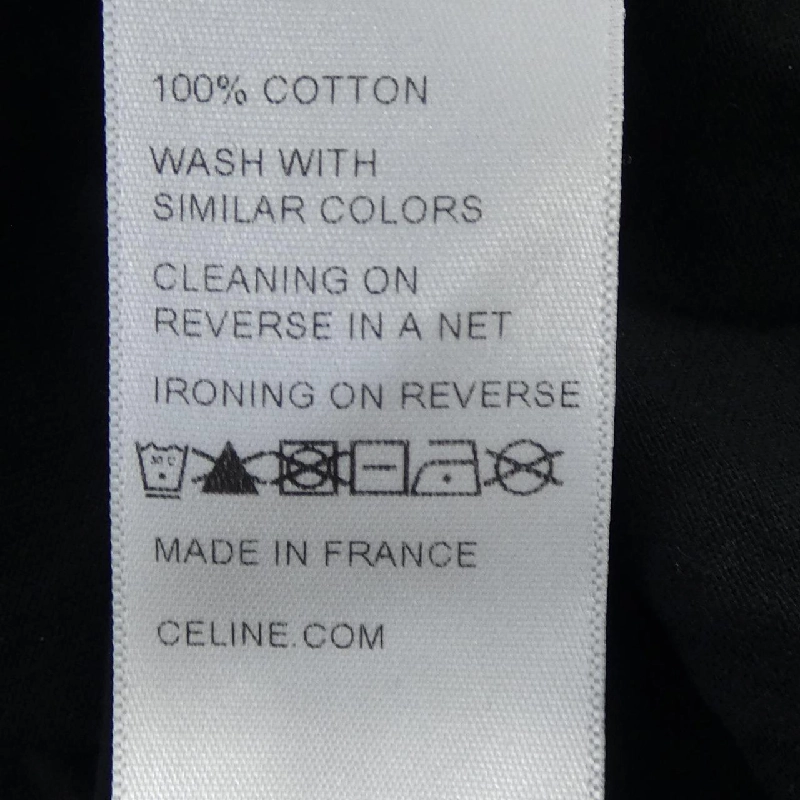 100% COTTON
WASH WITH
SIMILAR COLORS
CLEANING ON
REVERSE IN A NET
IRONING ON REVERSE
30°C
MADE IN FRANCE
CELINE.COM